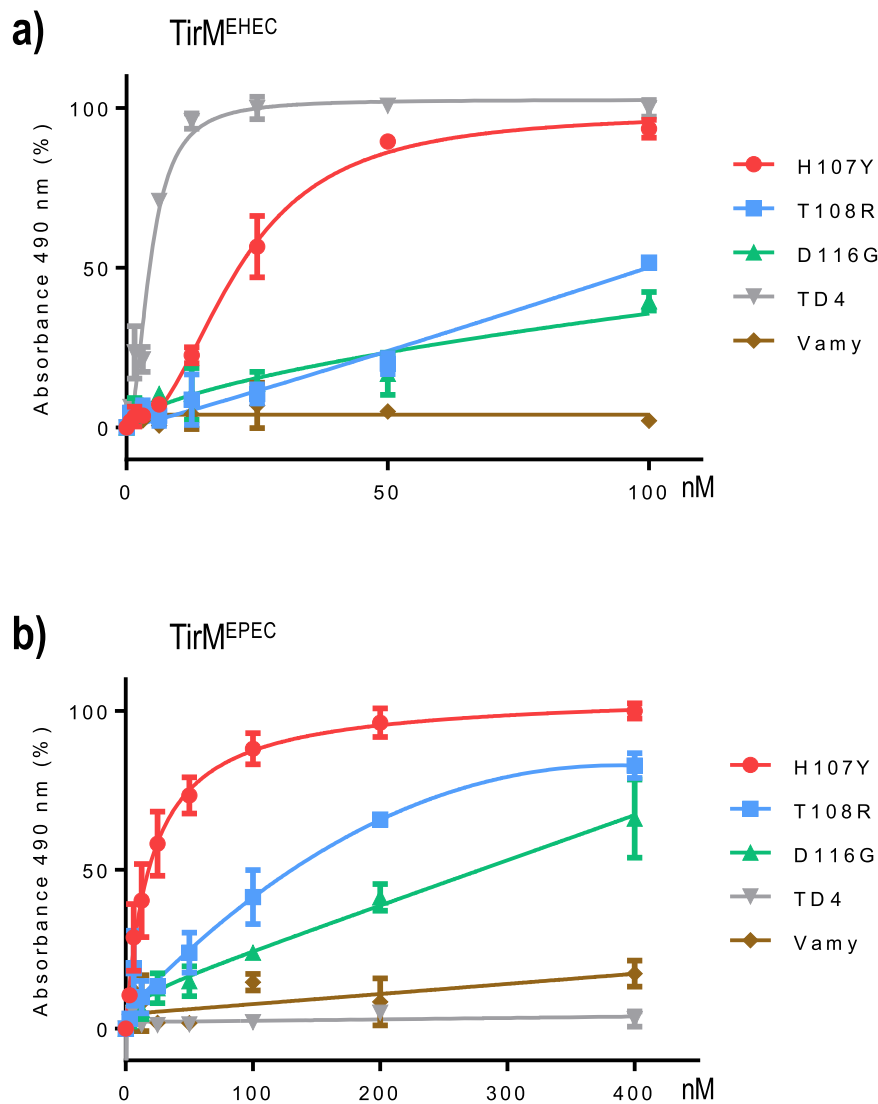 a)
TirMEHEC
Absorbance 490 nm (%)
100
50
0
0 50 100 nM
H107Y
T108R
D116G
TD4
Vamy
b)
TirMEPEC
Absorbance 490 nm (%)
100
50
0
0 100 200 300 400 nM
H107Y
T108R
D116G
TD4
Vamy